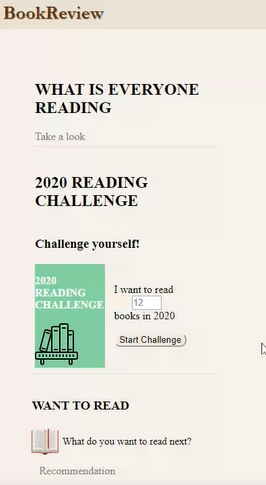 BookReview
WHAT IS EVERYONE
READING
Take a look
2020 READING
CHALLENGE
Challenge yourself!
2020
READING
CHALLENGE
I want to read
12
books in 2020
Start Challenge
WANT TO READ
What do you want to read next?
Recommendation